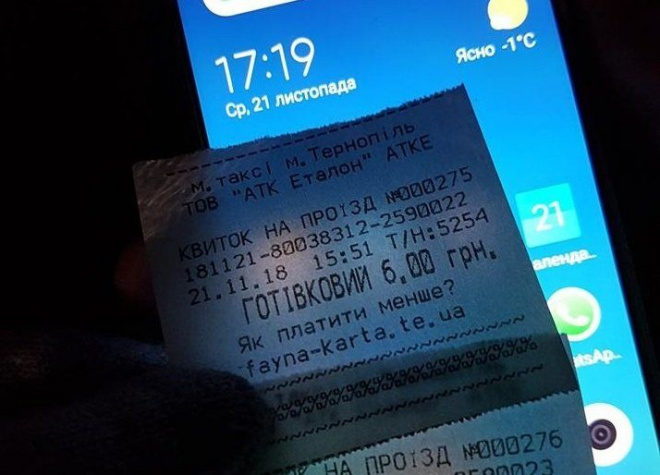 17:19
Ср, 21 листопада
Ясно -1°C
м.таксі м.Тернопіль
ТОВ "АТК Еталон" АТКЕ
КВИТОК НА ПРОЇЗД №000275
181121-80038312-2590022
21.11.18 15:51 Т/Н:5254
ГОТІВКОВИЙ 6.00 грн.
Як платити менше?
fayna-karta.te.ua
21
НА ПРОЇЗД №000276